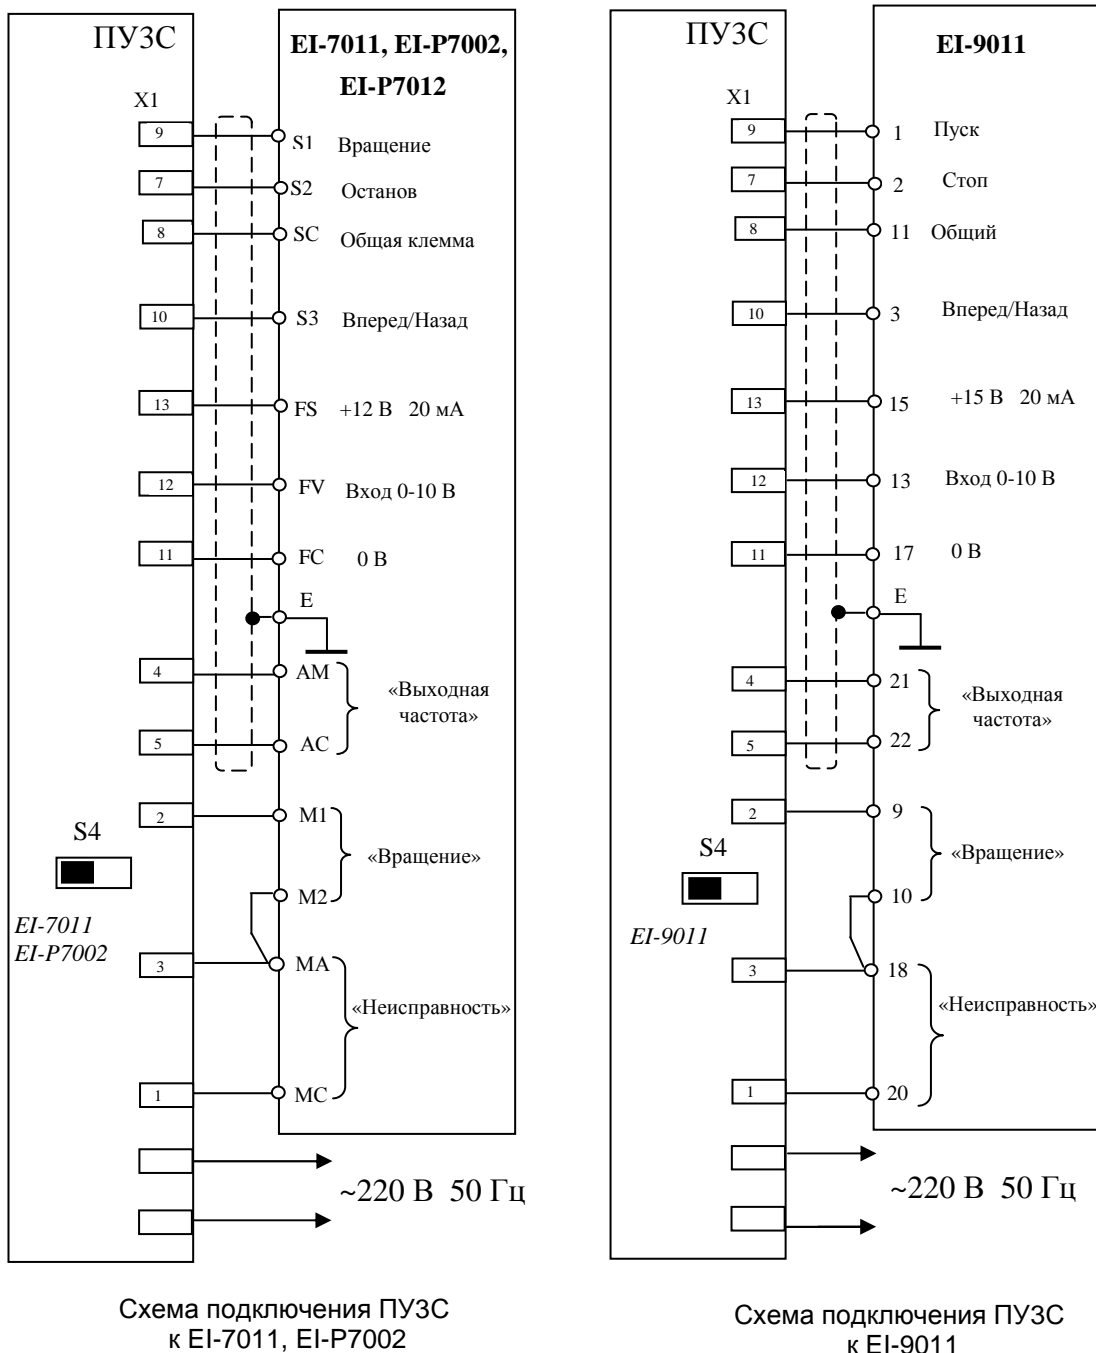 ПУЗС
EI-7011, EI-P7002,
EI-P7012
X1
9 S1 Вращение
7 S2 Останов
8 SC Общая клемма
10 S3 Вперед/Назад
13 FS +12 В 20 мА
12 FV Вход 0-10 В
11 FC 0 В
E
4 AM
«Выходная
частота»
5 AC
2 M1
S4
«Вращение»
M2
EI-7011
EI-P7002
3 MA
«Неисправность»
1 MC
~220 В 50 Гц
Схема подключения ПУЗС
к EI-7011, EI-P7002
ПУЗС
EI-9011
X1
9 1 Пуск
7 2 Стоп
8 11 Общий
10 3 Вперед/Назад
13 15 +15 В 20 мА
12 13 Вход 0-10 В
11 17 0 В
E
4 21
«Выходная
частота»
5 22
2 9
S4
«Вращение»
10
EI-9011
3 18
«Неисправность»
1 20
~220 В 50 Гц
Схема подключения ПУЗС
к EI-9011